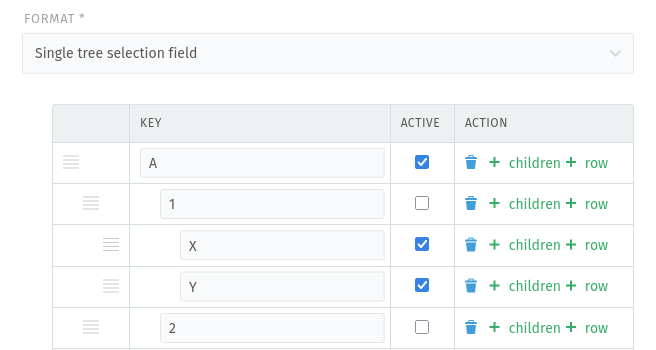 FORMAT *
Single tree selection field
KEY ACTIVE ACTION
A + children + row
1 + children + row
X + children + row
Y + children + row
2 + children + row